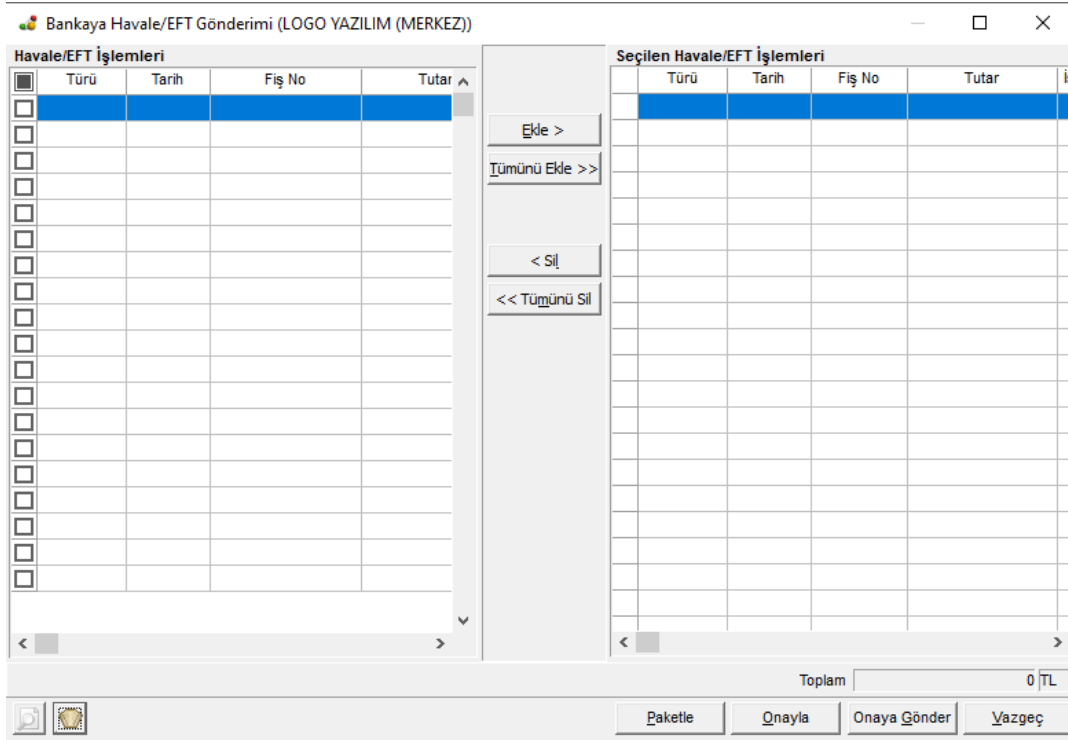 Bankaya Havale/EFT Gönderimi (LOGO YAZILIM (MERKEZ))
Havale/EFT İşlemleri
Türü Tarih Fiş No Tutar
Ekle >
Tümünü Ekle >>
< Sil
<< Tümünü Sil
Seçilen Havale/EFT İşlemleri
Türü Tarih Fiş No Tutar
Toplam 0 TL
Paketle Onayla Onaya Gönder Vazgeç